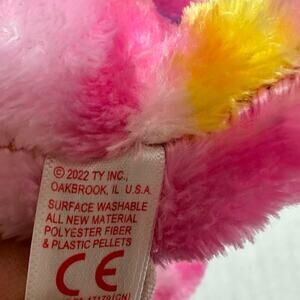 © 2022 TY INC.,
OAKBROOK, IL U.S.A.
SURFACE WASHABLE
ALL NEW MATERIAL
POLYESTER FIBER
& PLASTIC PELLETS
CE